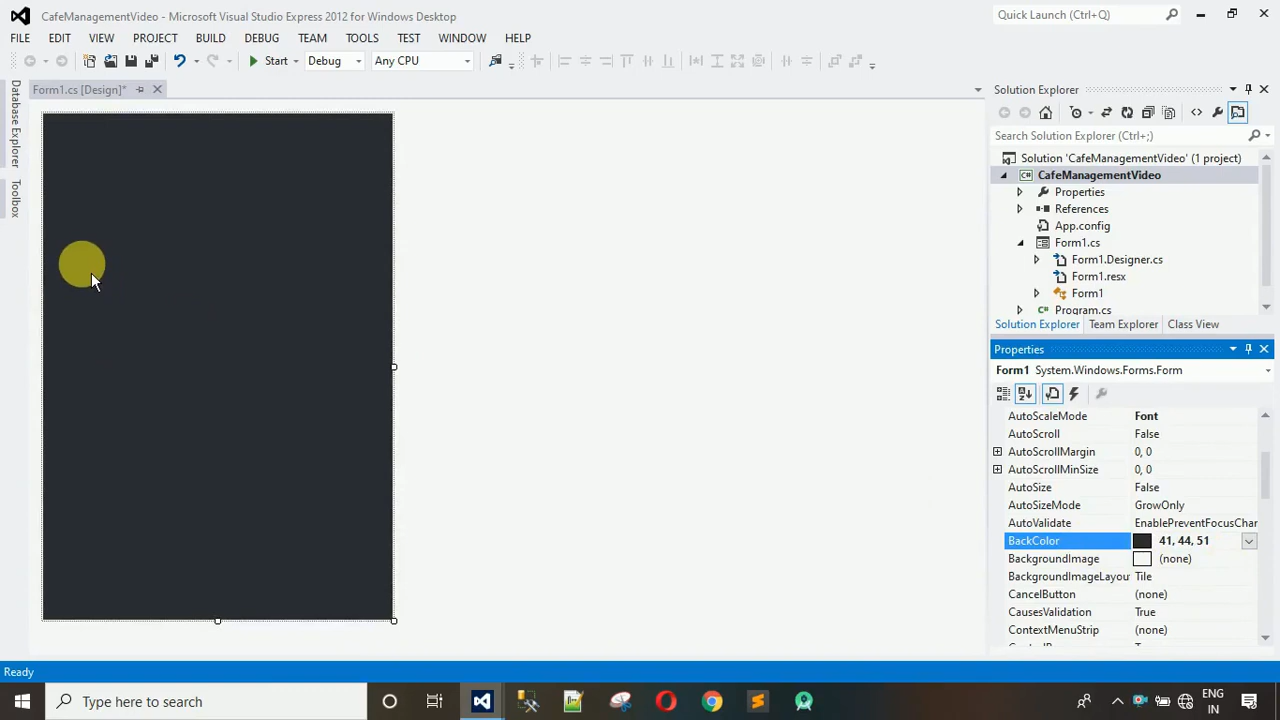 CafeManagementVideo - Microsoft Visual Studio Express 2012 for Windows Desktop
Quick Launch (Ctrl+Q)
FILE EDIT VIEW PROJECT BUILD DEBUG TEAM TOOLS TEST WINDOW HELP
Start Debug Any CPU
Database Explorer
Toolbox
Form1.cs [Design]*
Solution Explorer
Search Solution Explorer (Ctrl+;)
Solution 'CafeManagementVideo' (1 project)
CafeManagementVideo
Properties
References
App.config
Form1.cs
Form1.Designer.cs
Form1.resx
Form1
Program.cs
Solution Explorer Team Explorer Class View
Properties
Form1 System.Windows.Forms.Form
AutoScaleMode Font
AutoScroll False
AutoScrollMargin 0, 0
AutoScrollMinSize 0, 0
AutoSize False
AutoSizeMode GrowOnly
AutoValidate EnablePreventFocusChar
BackColor 41, 44, 51
BackgroundImage (none)
BackgroundImageLayou Tile
CancelButton (none)
CausesValidation True
ContextMenuStrip (none)
Ready
Type here to search
ENG
IN